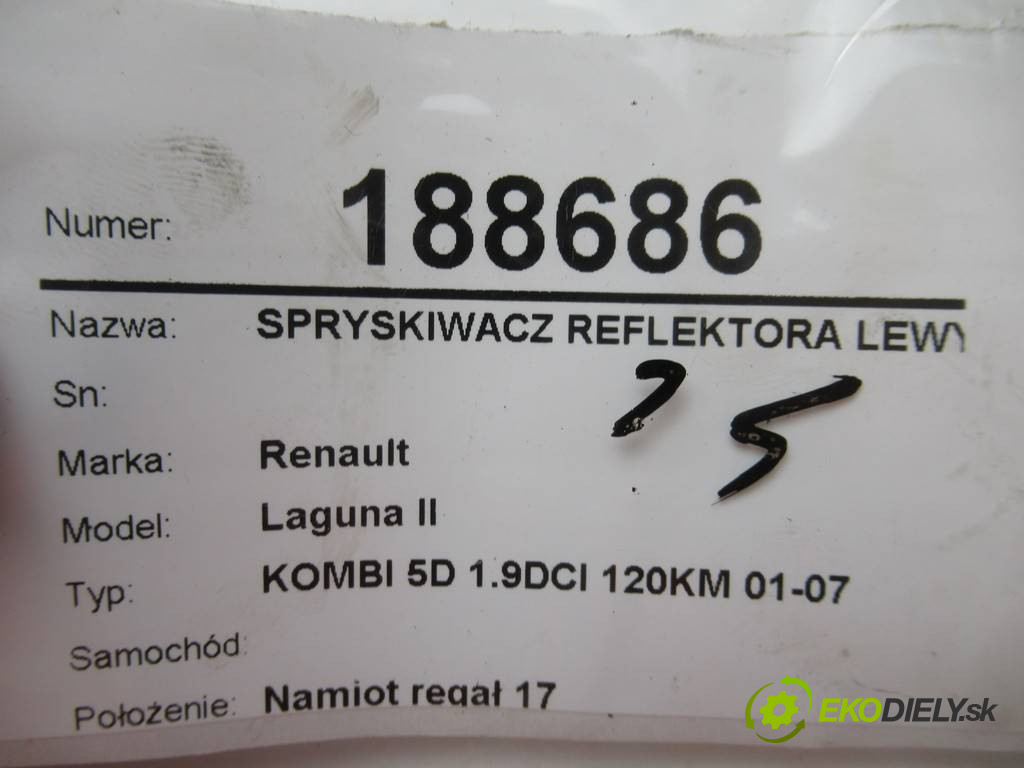 Numer: 188686
Nazwa: SPRYSKIWACZ REFLEKTORA LEWY
Sn:
Marka: Renault
Model: Laguna II
Typ: KOMBI 5D 1.9DCI 120KM 01-07
Samochód:
Położenie: Namiot regał 17
EKODIELY.sk